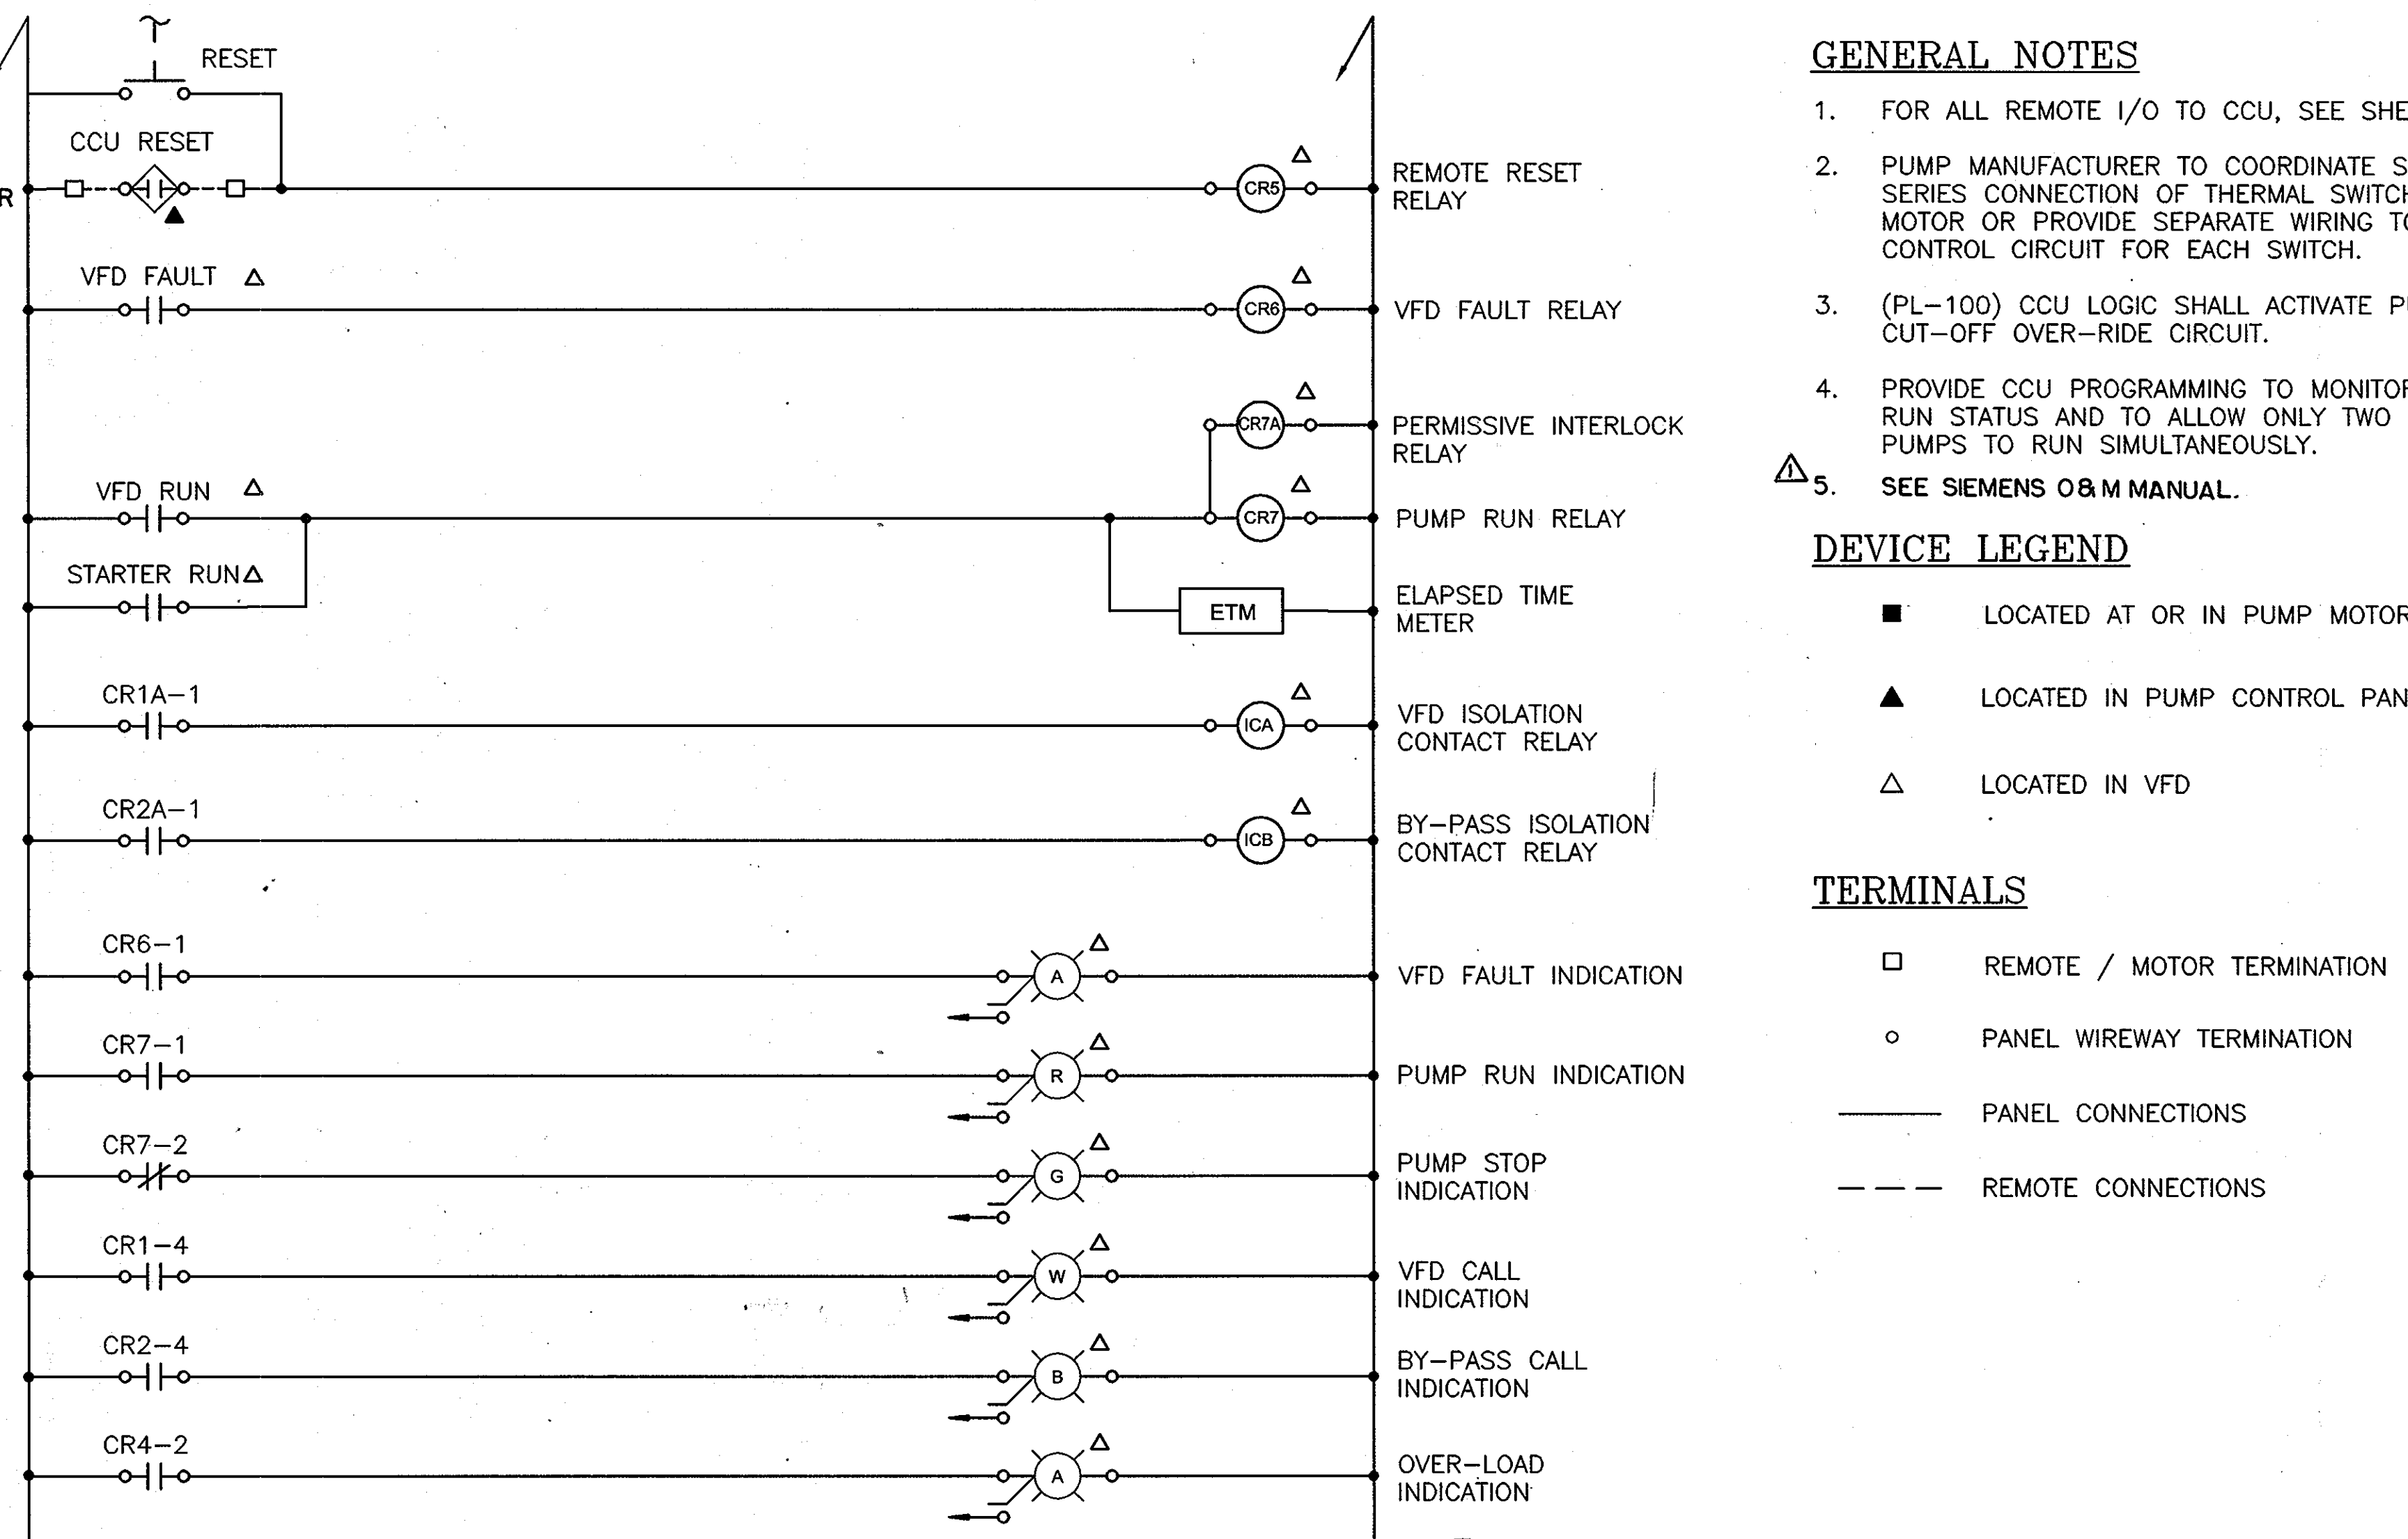 RESET
CCU RESET
R
CR5
REMOTE RESET
RELAY
VFD FAULT
CR6
VFD FAULT RELAY
CR7A
PERMISSIVE INTERLOCK
RELAY
VFD RUN
CR7
PUMP RUN RELAY
STARTER RUN
ETM
ELAPSED TIME
METER
CR1A-1
ICA
VFD ISOLATION
CONTACT RELAY
CR2A-1
ICB
BY-PASS ISOLATION
CONTACT RELAY
CR6-1
A
VFD FAULT INDICATION
CR7-1
R
PUMP RUN INDICATION
CR7-2
G
PUMP STOP
INDICATION
CR1-4
W
VFD CALL
INDICATION
CR2-4
B
BY-PASS CALL
INDICATION
CR4-2
A
OVER-LOAD
INDICATION
GENERAL NOTES
1. FOR ALL REMOTE I/O TO CCU, SEE SHE
2. PUMP MANUFACTURER TO COORDINATE S
SERIES CONNECTION OF THERMAL SWITCH
MOTOR OR PROVIDE SEPARATE WIRING TO
CONTROL CIRCUIT FOR EACH SWITCH.
3. (PL-100) CCU LOGIC SHALL ACTIVATE P
CUT-OFF OVER-RIDE CIRCUIT.
4. PROVIDE CCU PROGRAMMING TO MONITOR
RUN STATUS AND TO ALLOW ONLY TWO
PUMPS TO RUN SIMULTANEOUSLY.
1 5. SEE SIEMENS O&M MANUAL.
DEVICE LEGEND
LOCATED AT OR IN PUMP MOTOR
LOCATED IN PUMP CONTROL PAN
LOCATED IN VFD
TERMINALS
REMOTE / MOTOR TERMINATION
PANEL WIREWAY TERMINATION
PANEL CONNECTIONS
REMOTE CONNECTIONS